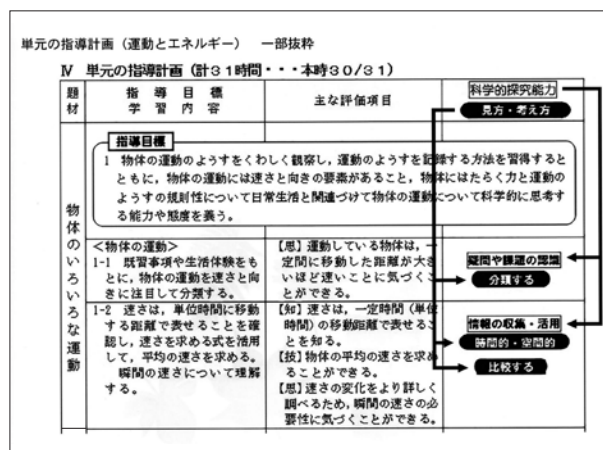 単元の指導計画（運動とエネルギー）　一部抜粋
Ⅳ 単元の指導計画（計３１時間・・・本時３０/３１）
題材
指導目標
学習内容
主な評価項目
科学的探究能力
見方・考え方
指導目標
1 物体の運動のようすをくわしく観察し，運動のようすを記録する方法を習得すると
ともに，物体の運動には速さと向きの要素があること，物体にはたらく力と運動の
ようすの規則性について日常生活と関連づけて物体の運動について科学的に思考す
る能力や態度を養う。
物体のいろいろな運動
＜物体の運動＞
1-1 既習事項や生活体験をも
とに，物体の運動を速さと向
きに注目して分類する。
【思】運動している物体は，一
定間に移動した距離が大き
いほど速いことに気づくこ
とができる。
疑問や課題の認識
分類する
1-2 速さは，単位時間に移動
する距離で表せることを確
認し，速さを求める式を活用
して，平均の速さを求める。
瞬間の速さについて理解
する。
【知】速さは，一定時間（単位
時間）の移動距離で表せるこ
とを知る。
【技】物体の平均の速さを求め
ることができる。
【思】速さの変化をより詳しく
調べるため，瞬間の速さの必
要性に気づくことができる。
情報の収集・活用
時間的・空間的
比較する